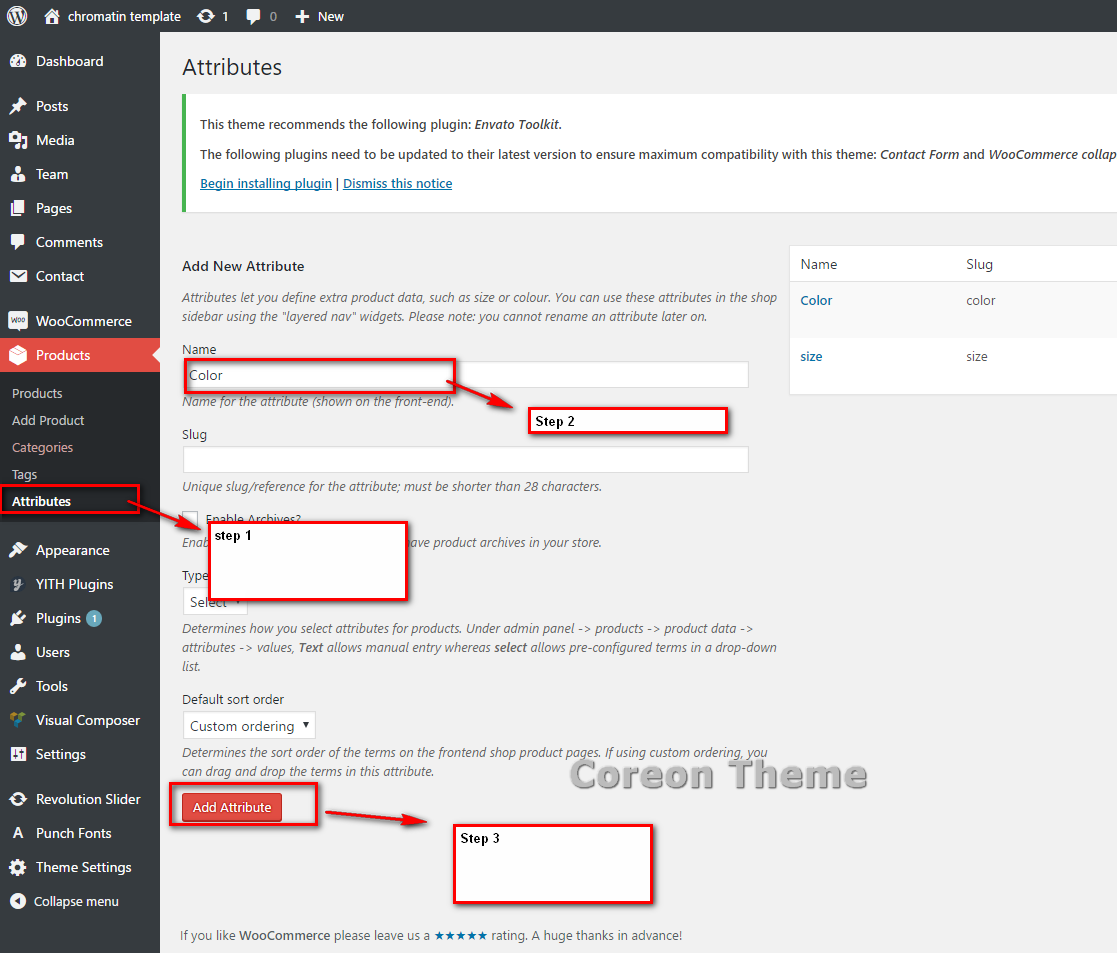 chromatin template 1 0 New
Dashboard
Posts
Media
Team
Pages
Comments
Contact
WOO WooCommerce
Products
Products
Add Product
Categories
Tags
Attributes
Appearance
YITH Plugins
Plugins 1
Users
Tools
Visual Composer
Settings
Revolution Slider
Punch Fonts
Theme Settings
Collapse menu
Attributes
This theme recommends the following plugin: Envato Toolkit.
The following plugins need to be updated to their latest version to ensure maximum compatibility with this theme: Contact Form and WooCommerce collap
Begin installing plugin | Dismiss this notice
Add New Attribute
Attributes let you define extra product data, such as size or colour. You can use these attributes in the shop
sidebar using the "layered nav" widgets. Please note: you cannot rename an attribute later on.
Name
Color
Name for the attribute (shown on the front-end).
Step 2
Slug
Unique slug/reference for the attribute; must be shorter than 28 characters.
Enable Archives?
step 1
have product archives in your store.
Type
Select
Determines how you select attributes for products. Under admin panel -> products -> product data ->
attributes -> values, Text allows manual entry whereas select allows pre-configured terms in a drop-down
list.
Default sort order
Custom ordering
Determines the sort order of the terms on the frontend shop product pages. If using custom ordering, you
can drag and drop the terms in this attribute.
Coreon Theme
Add Attribute
Step 3
If you like WooCommerce please leave us a ★★★★★ rating. A huge thanks in advance!
Name Slug
Color color
size size